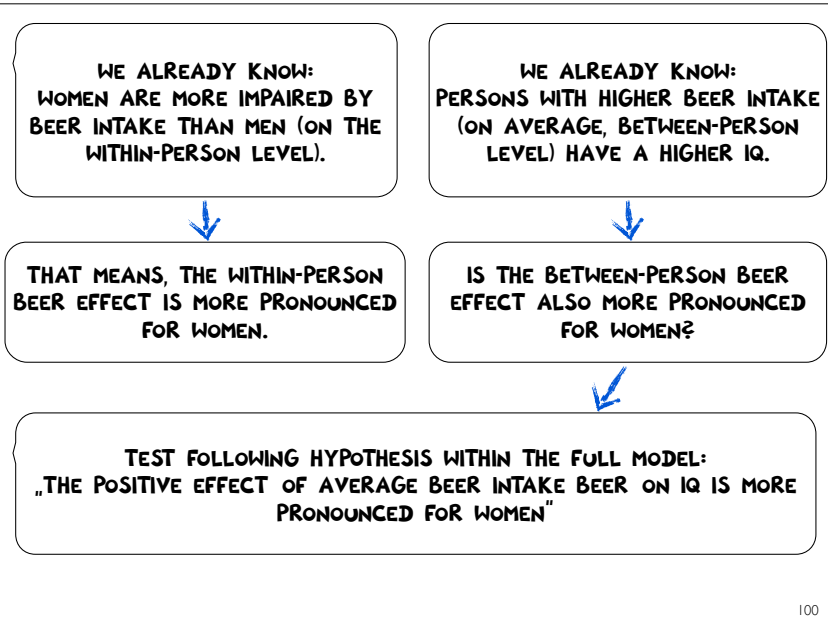 WE ALREADY KNOW:
WOMEN ARE MORE IMPAIRED BY
BEER INTAKE THAN MEN (ON THE
WITHIN-PERSON LEVEL).
WE ALREADY KNOW:
PERSONS WITH HIGHER BEER INTAKE
(ON AVERAGE, BETWEEN-PERSON
LEVEL) HAVE A HIGHER IQ.
THAT MEANS, THE WITHIN-PERSON
BEER EFFECT IS MORE PRONOUNCED
FOR WOMEN.
IS THE BETWEEN-PERSON BEER
EFFECT ALSO MORE PRONOUNCED
FOR WOMEN?
TEST FOLLOWING HYPOTHESIS WITHIN THE FULL MODEL:
„THE POSITIVE EFFECT OF AVERAGE BEER INTAKE BEER ON IQ IS MORE
PRONOUNCED FOR WOMEN"
100